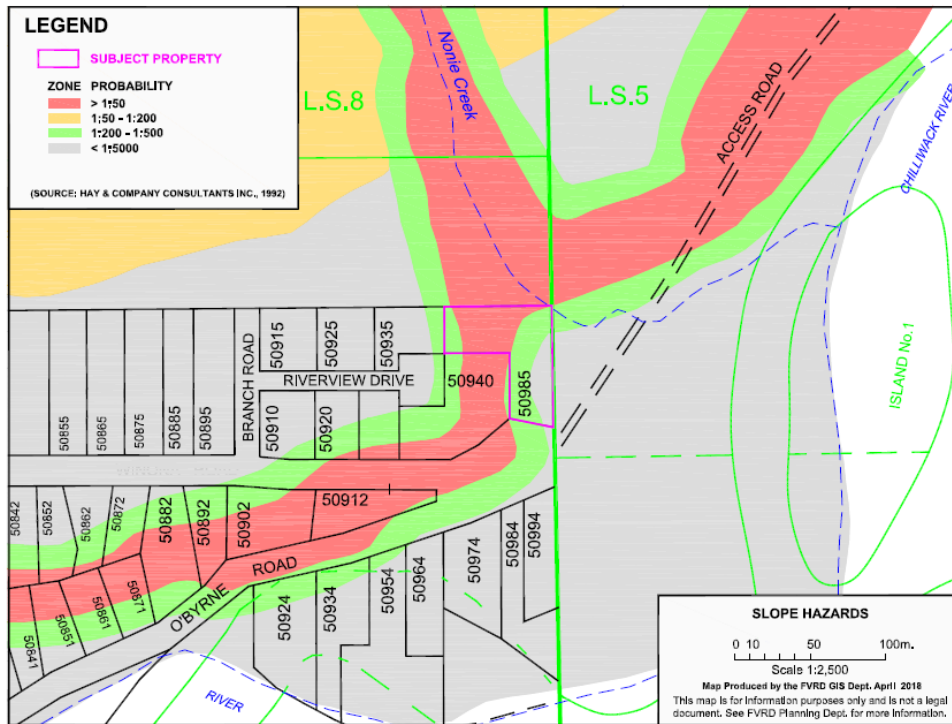 LEGEND
SUBJECT PROPERTY
ZONE PROBABILITY
> 1:50
1:50 - 1:200
1:200 - 1:500
< 1:5000
(SOURCE: HAY & COMPANY CONSULTANTS INC., 1992)
Nonie Creek
L.S.8
L.S.5
ACCESS ROAD
CHILLIWACK RIVER
ISLAND No.1
BRANCH ROAD
50915
50925
50935
RIVERVIEW DRIVE
50940
50985
50855
50865
50875
50885
50895
50910
50920
50912
50842
50852
50862
50872
50882
50892
50902
O'BYRNE ROAD
50841
50851
50861
50871
50924
50934
50954
50964
50974
50984
50994
RIVER
SLOPE HAZARDS
0 10 50 100m.
Scale 1:2,500
Map Produced by the FVRD GIS Dept. April 2018
This map is for information purposes only and is not a legal
document. See FVRD Planning Dept. for more information.